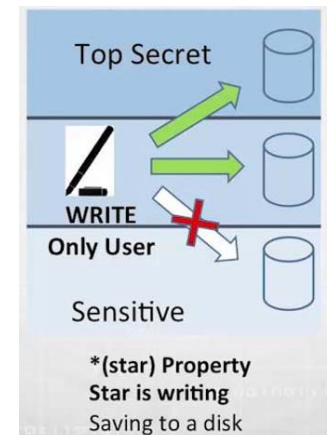 Top Secret
WRITE
Only User
Sensitive
*(star) Property
Star is writing
Saving to a disk